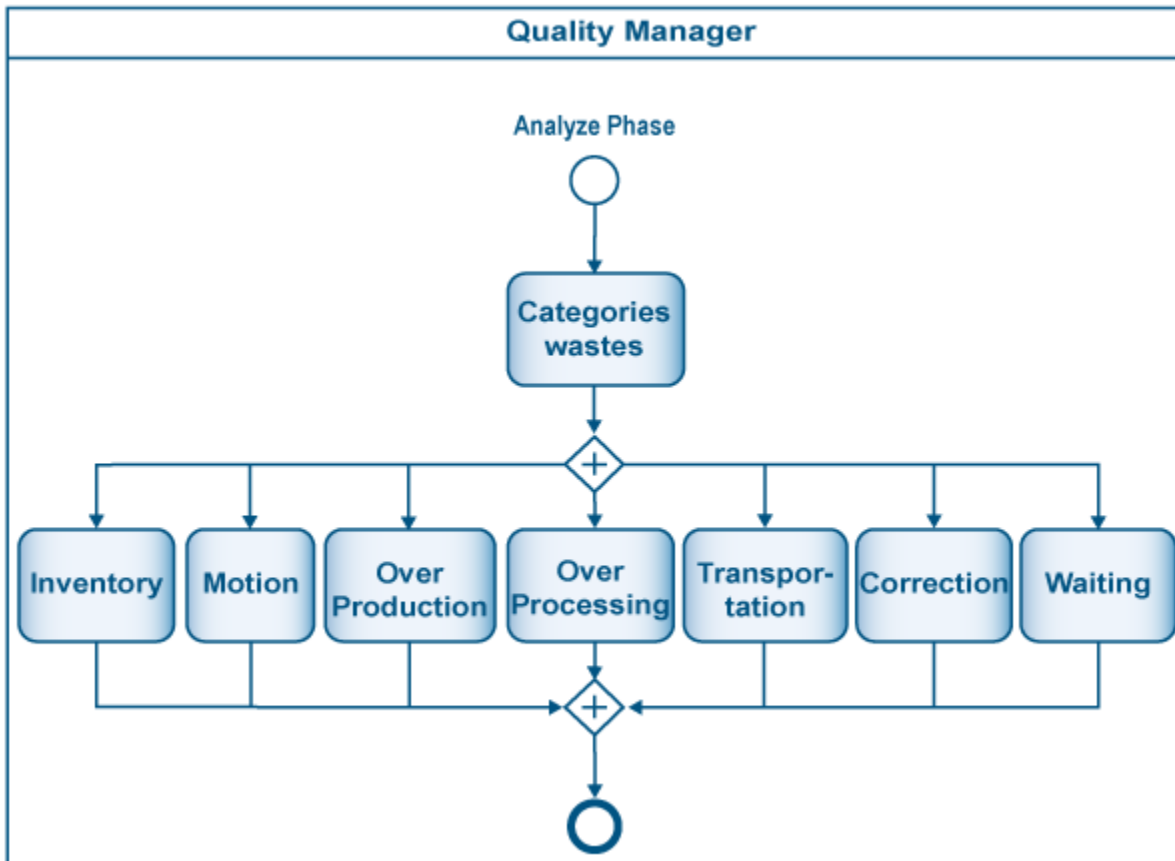 Quality Manager
Analyze Phase
Categories
wastes
Inventory
Motion
Over
Production
Over
Processing
Transpor-
tation
Correction
Waiting